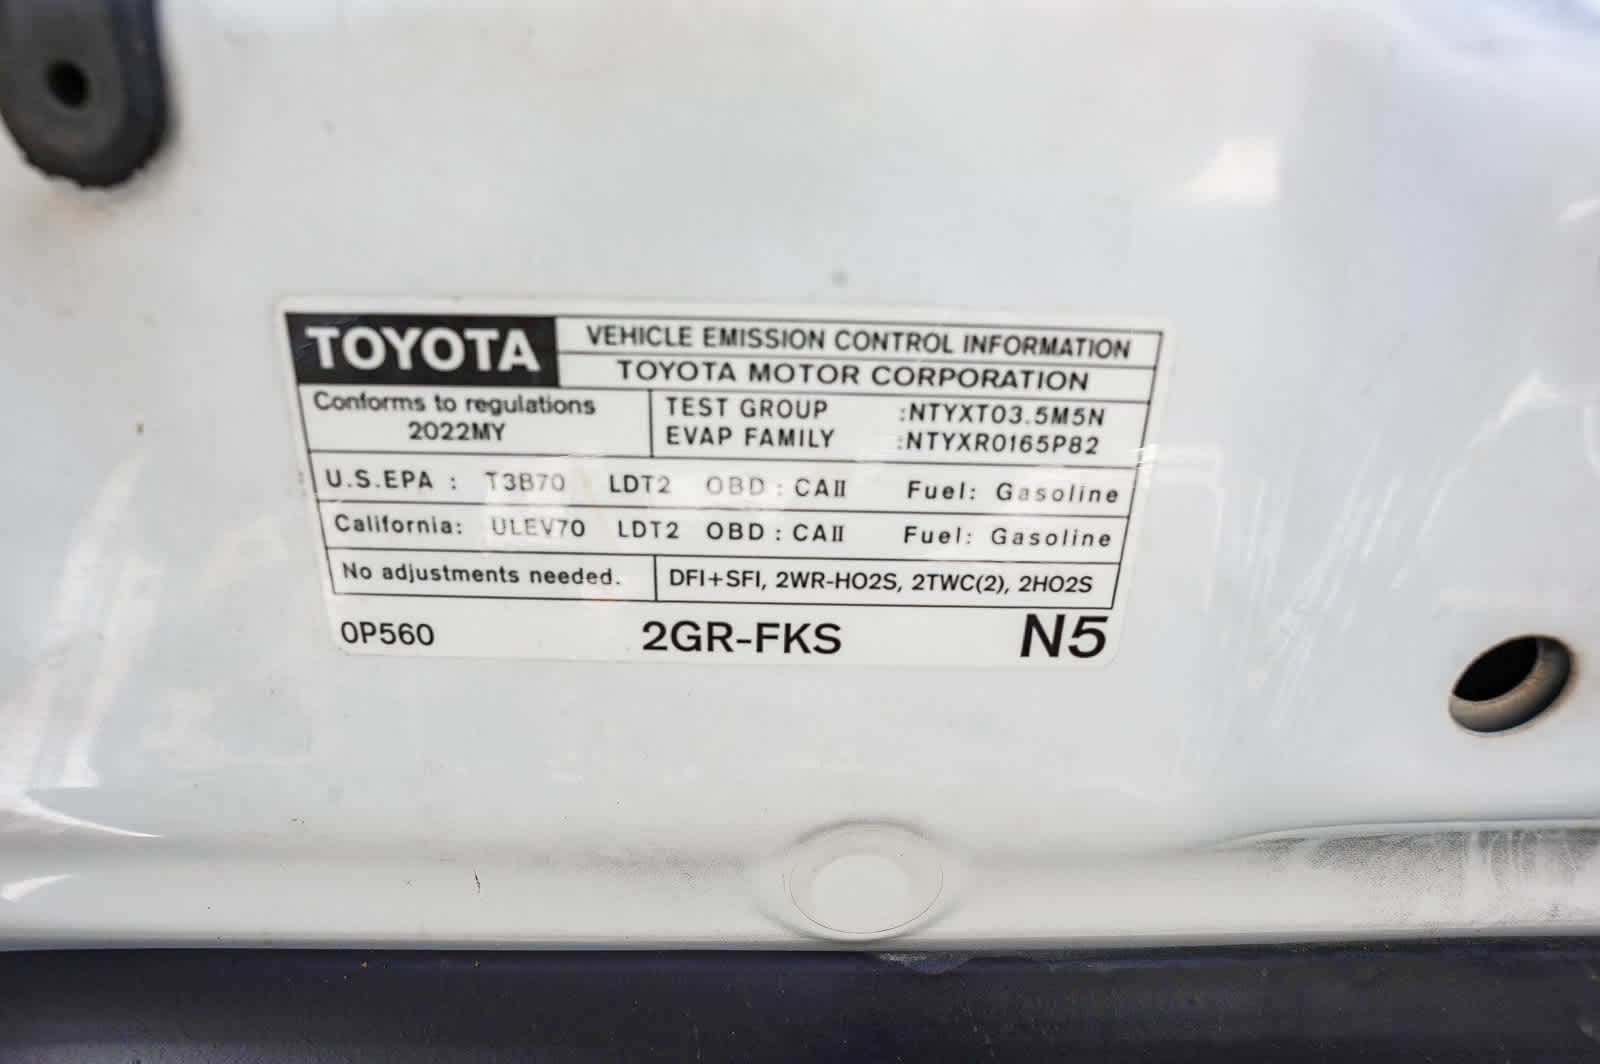 TOYOTA
VEHICLE EMISSION CONTROL INFORMATION
TOYOTA MOTOR CORPORATION
Conforms to regulations
2022MY
TEST GROUP :NTYXT03.5M5N
EVAP FAMILY :NTYXR0165P82
U.S.EPA : T3B70 LDT2 OBD : CAII Fuel: Gasoline
California: ULEV70 LDT2 OBD : CAII Fuel: Gasoline
No adjustments needed. DFI+SFI, 2WR-HO2S, 2TWC(2), 2HO2S
0P560 2GR-FKS N5